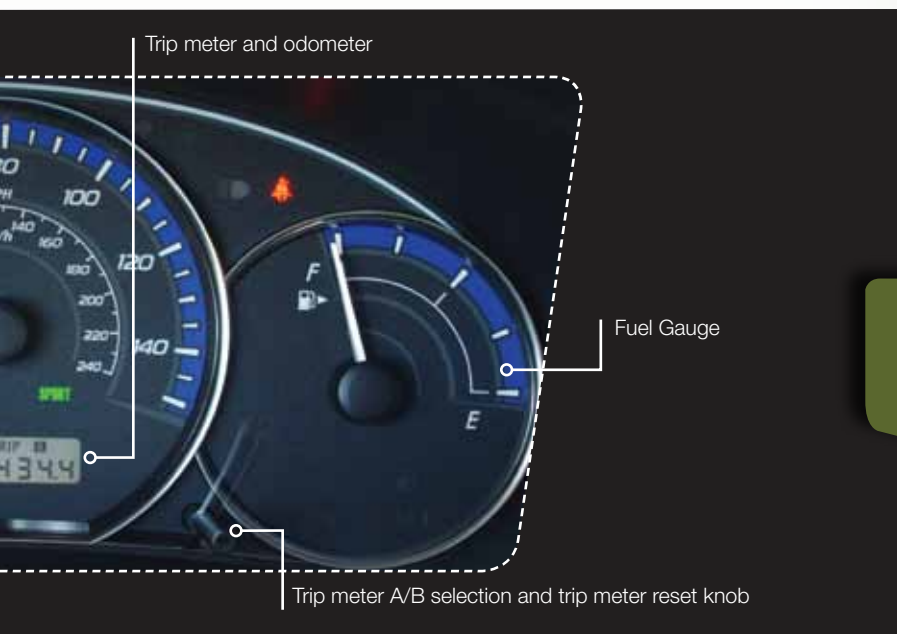 Trip meter and odometer
100
140
160
120
180
200
F
220
140
Fuel Gauge
240
SPORT
E
434.4
Trip meter A/B selection and trip meter reset knob